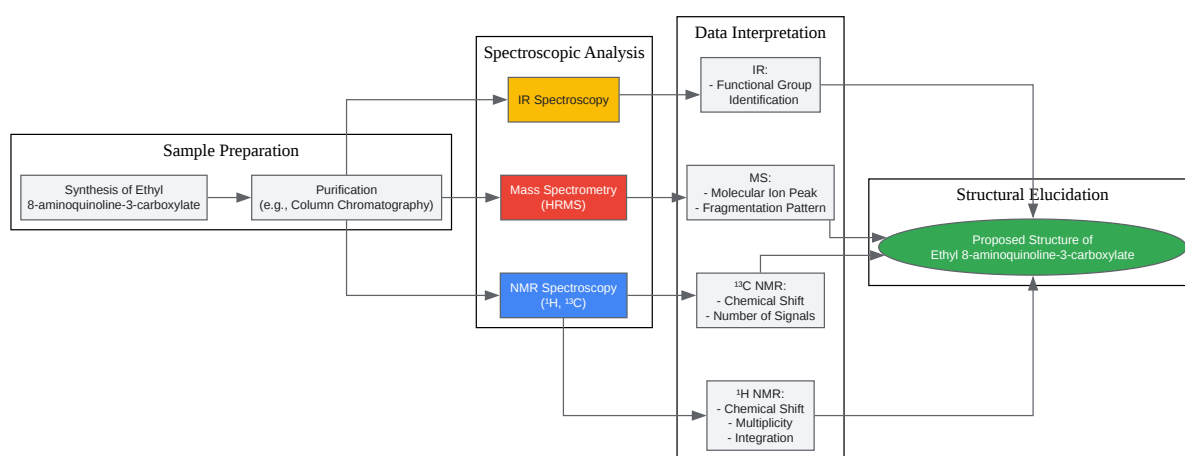 Sample Preparation
Synthesis of Ethyl
8-aminoquinoline-3-carboxylate
Purification
(e.g., Column Chromatography)
Spectroscopic Analysis
IR Spectroscopy
Mass Spectrometry
(HRMS)
NMR Spectroscopy
(¹H, ¹³C)
Data Interpretation
IR:
- Functional Group
Identification
MS:
- Molecular Ion Peak
- Fragmentation Pattern
¹³C NMR:
- Chemical Shift
- Number of Signals
¹H NMR:
- Chemical Shift
- Multiplicity
- Integration
Structural Elucidation
Proposed Structure of
Ethyl 8-aminoquinoline-3-carboxylate